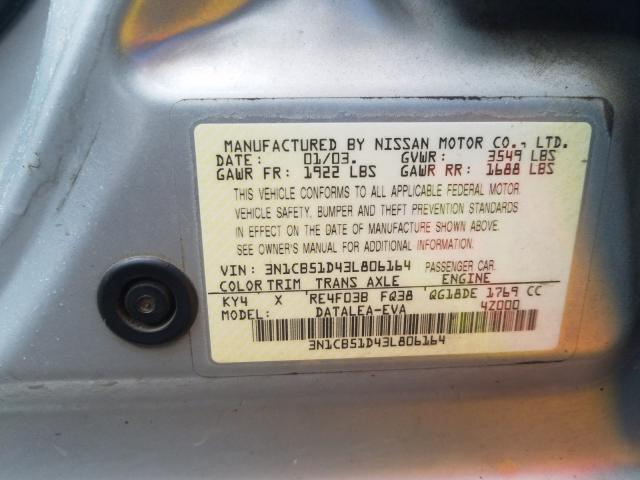 MANUFACTURED BY NISSAN MOTOR CO., LTD.
DATE: 01/03. GVWR: 3549 LBS
GAWR FR: 1922 LBS GAWR RR: 1688 LBS
THIS VEHICLE CONFORMS TO ALL APPLICABLE FEDERAL MOTOR
VEHICLE SAFETY, BUMPER AND THEFT PREVENTION STANDARDS
IN EFFECT ON THE DATE OF MANUFACTURE SHOWN ABOVE.
SEE OWNER'S MANUAL FOR ADDITIONAL INFORMATION.
VIN: 3N1CB51D43L806164 PASSENGER CAR
COLOR TRIM TRANS AXLE ENGINE
KY4 X RE4F03B FQ38 QG18DE 1769 CC
MODEL: DATALEA-EVA 4Z000
3N1CB51D43L806164